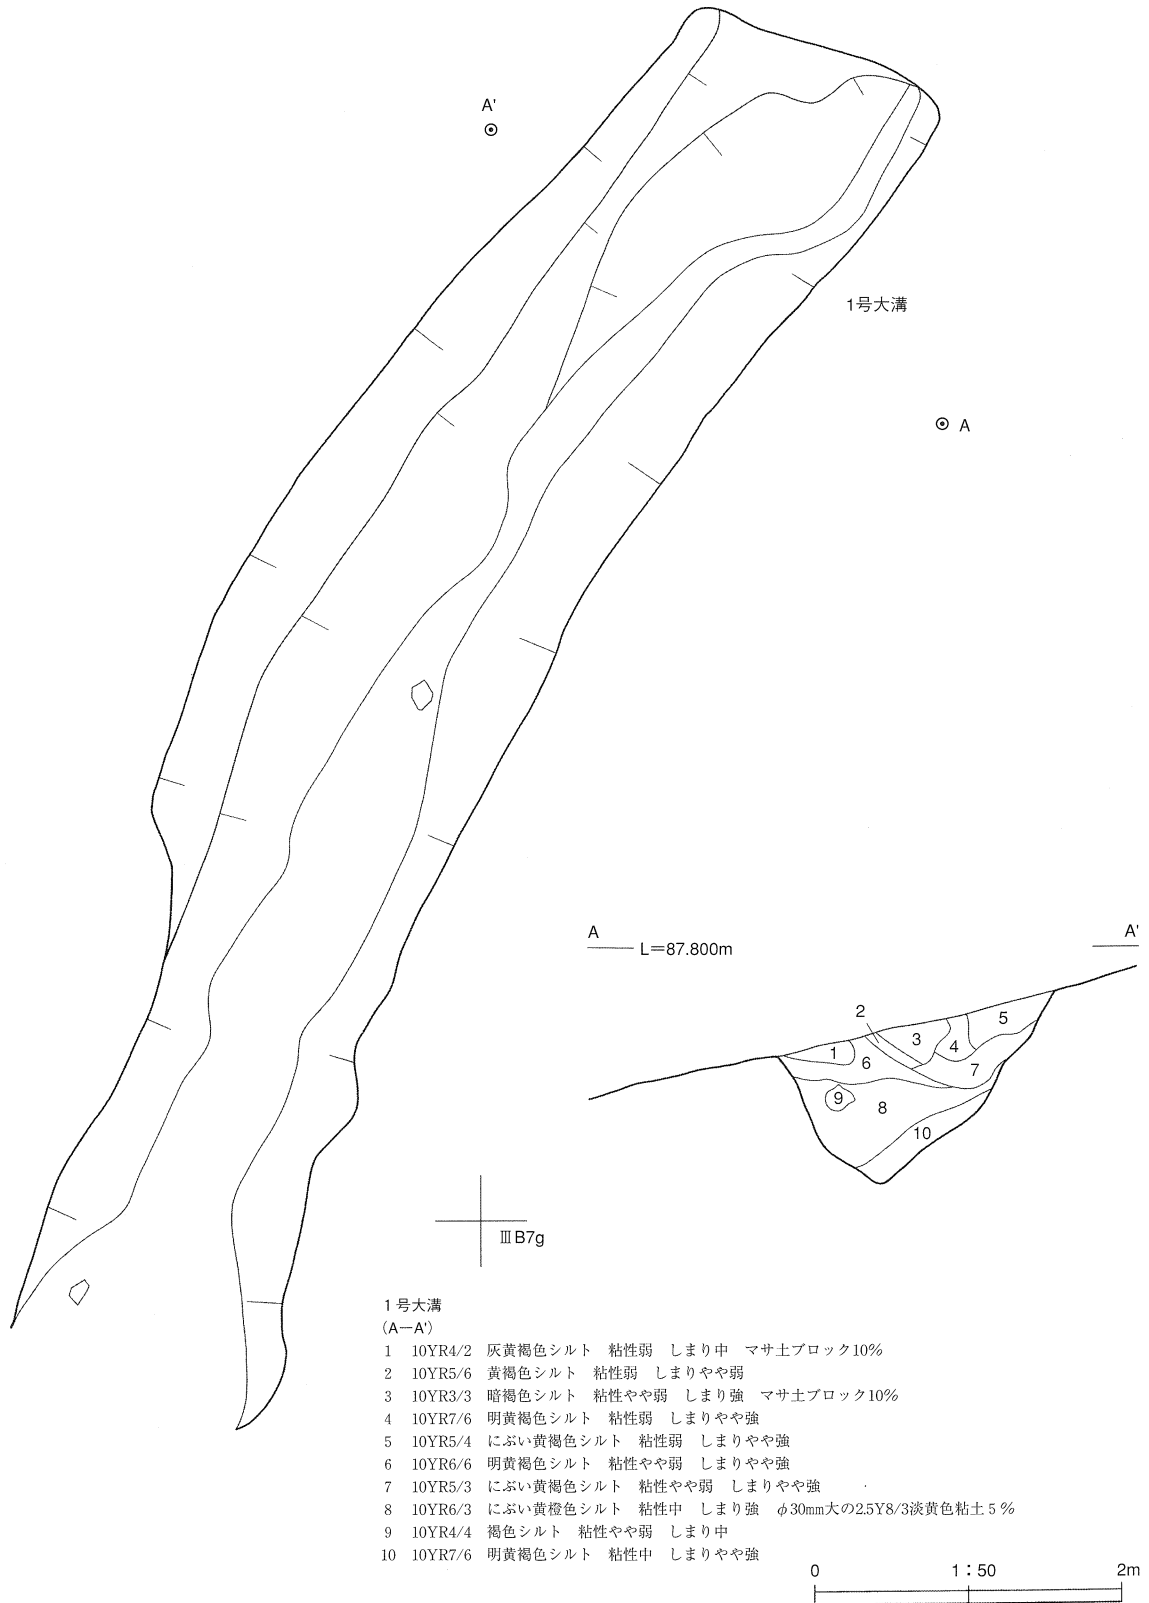 A'
1号大溝
A
A
A'
L=87.800m
2
5
3
1
4
6
7
9
8
10
ⅢB7g
1号大溝
(A―A')
1 10YR4/2 灰黄褐色シルト 粘性弱 しまり中 マサ土ブロック10%
2 10YR5/6 黄褐色シルト 粘性弱 しまりやや弱
3 10YR3/3 暗褐色シルト 粘性やや弱 しまり強 マサ土ブロック10%
4 10YR7/6 明黄褐色シルト 粘性弱 しまりやや強
5 10YR5/4 にぶい黄褐色シルト 粘性弱 しまりやや強
6 10YR6/6 明黄褐色シルト 粘性やや弱 しまりやや強
7 10YR5/3 にぶい黄褐色シルト 粘性やや弱 しまりやや強
8 10YR6/3 にぶい黄橙色シルト 粘性中 しまり強 φ30mm大の2.5Y8/3淡黄色粘土5%
9 10YR4/4 褐色シルト 粘性やや弱 しまり中
10 10YR7/6 明黄褐色シルト 粘性中 しまりやや強
0 1:50 2m